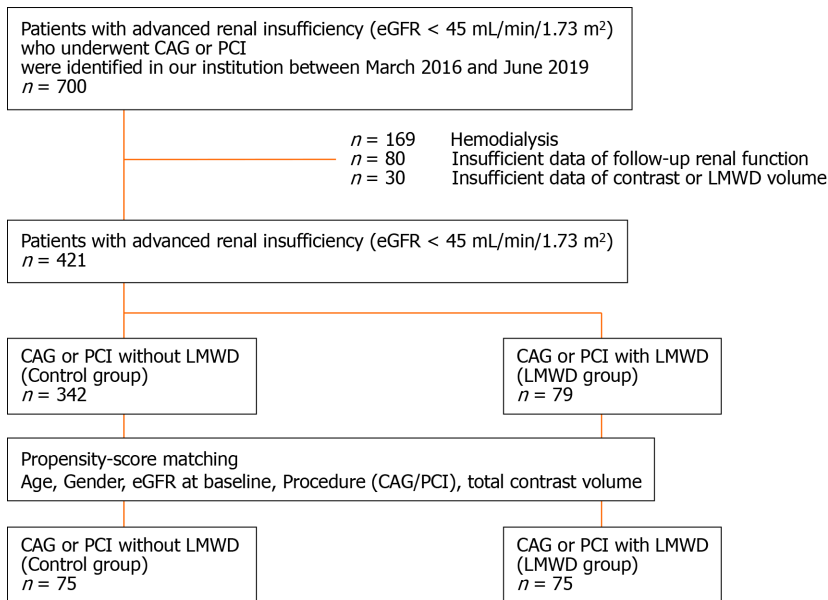 Patients with advanced renal insufficiency (eGFR < 45 mL/min/1.73 m²)
who underwent CAG or PCI
were identified in our institution between March 2016 and June 2019
n = 700
n = 169 Hemodialysis
n = 80 Insufficient data of follow-up renal function
n = 30 Insufficient data of contrast or LMWD volume
Patients with advanced renal insufficiency (eGFR < 45 mL/min/1.73 m²)
n = 421
CAG or PCI without LMWD
(Control group)
n = 342
CAG or PCI with LMWD
(LMWD group)
n = 79
Propensity-score matching
Age, Gender, eGFR at baseline, Procedure (CAG/PCI), total contrast volume
CAG or PCI without LMWD
(Control group)
n = 75
CAG or PCI with LMWD
(LMWD group)
n = 75